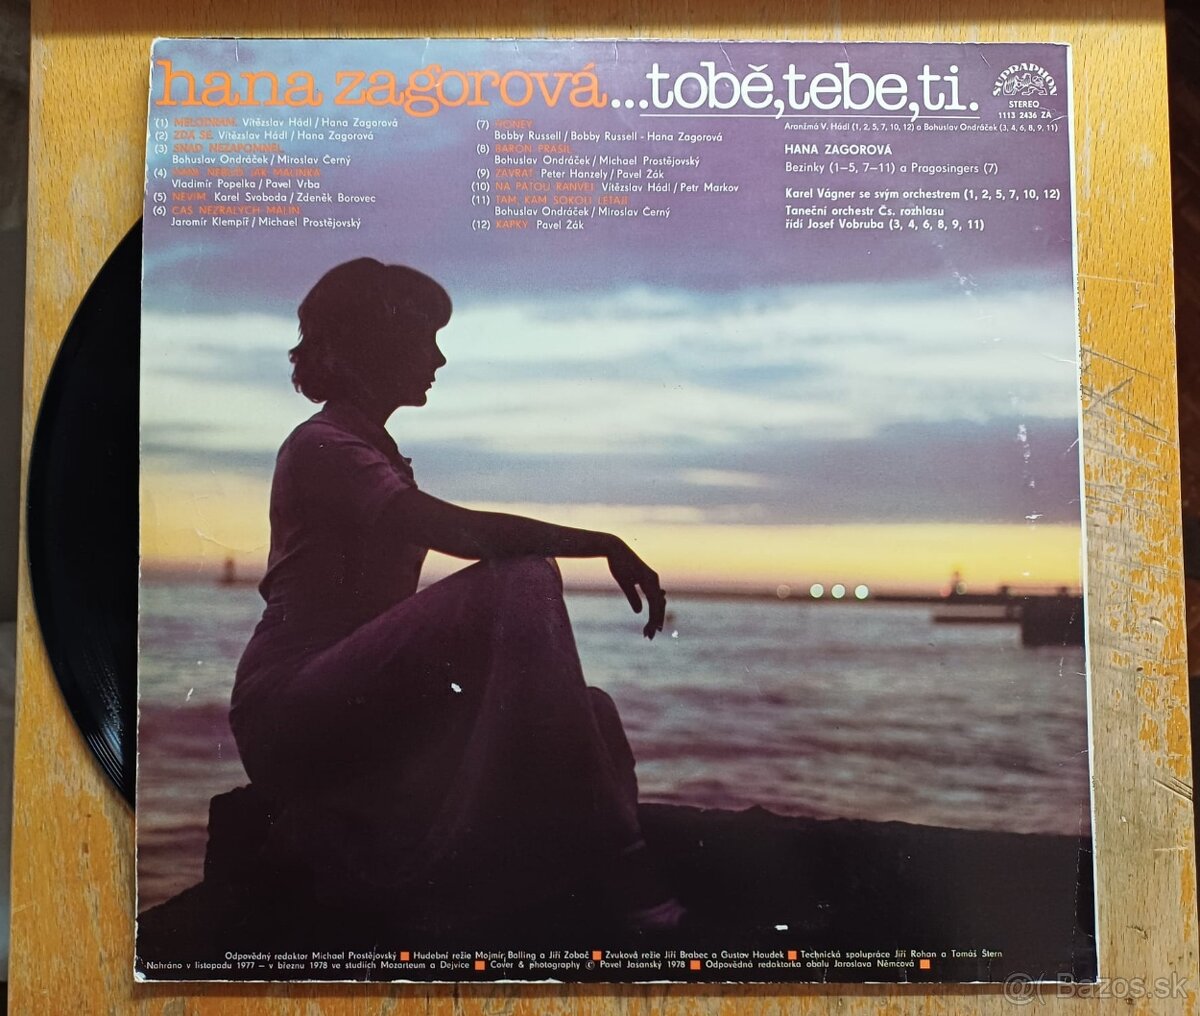 hana zagorová...tobě,tebe,ti.
SUPRAPHON
STEREO
1113 2436 ZA
(1) MELODRAM Vítězslav Hádl / Hana Zagorová
(2) ZDÁ SE Vítězslav Hádl / Hana Zagorová
(3) SNAD NEZAPOMNĚL
Bohuslav Ondráček / Miroslav Černý
(4) NEBUĎ JAK MALINKÁ
Vladimír Popelka / Pavel Vrba
(5) NEVÍM Karel Svoboda / Zdeněk Borovec
(6) ČAS NEZRALÝCH MALIN
Jaromír Klempíř / Michael Prostějovský
(7) HONEY
Bobby Russell / Bobby Russell - Hana Zagorová
(8) BARON PRÁŠIL
Bohuslav Ondráček / Michael Prostějovský
(9) ZÁVRAŤ Peter Hanzely / Pavel Žák
(10) NA PÁTOU RANVEJ Vítězslav Hádl / Petr Markov
(11) TAM, KAM SOKOLI LÉTAJÍ
Bohuslav Ondráček / Miroslav Černý
(12) KAPKY Pavel Žák
Aranžmá V. Hádl (1, 2, 5, 7, 10, 12) a Bohuslav Ondráček (3, 4, 6, 8, 9, 11)
HANA ZAGOROVÁ
Bezinky (1—5, 7—11) a Pragosingers (7)
Karel Vágner se svým orchestrem (1, 2, 5, 7, 10, 12)
Taneční orchestr Čs. rozhlasu
řídí Josef Vobruba (3, 4, 6, 8, 9, 11)
Odpovědný redaktor Michael Prostějovský ■ Hudební režie Mojmír Balling a Jiří Zobač ■ Zvuková režie Jiří Brabec a Gustav Houdek ■ Technická spolupráce Jiří Rohan a Tomáš Štern
Nahráno v listopadu 1977 — v březnu 1978 ve studiích Mozarteum a Dejvice ■ Cover & photography © Pavel Jasanský 1978 ■ Odpovědná redaktorka obalu Jaroslava Němcová ■
@( Bazos.sk